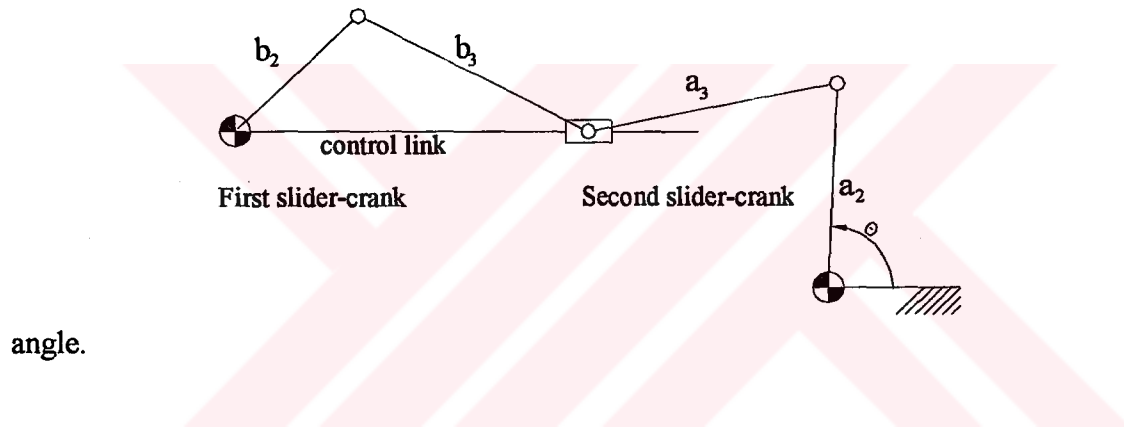 b₂
b₃
a₃
control link
First slider-crank
Second slider-crank
a₂
Θ
angle.